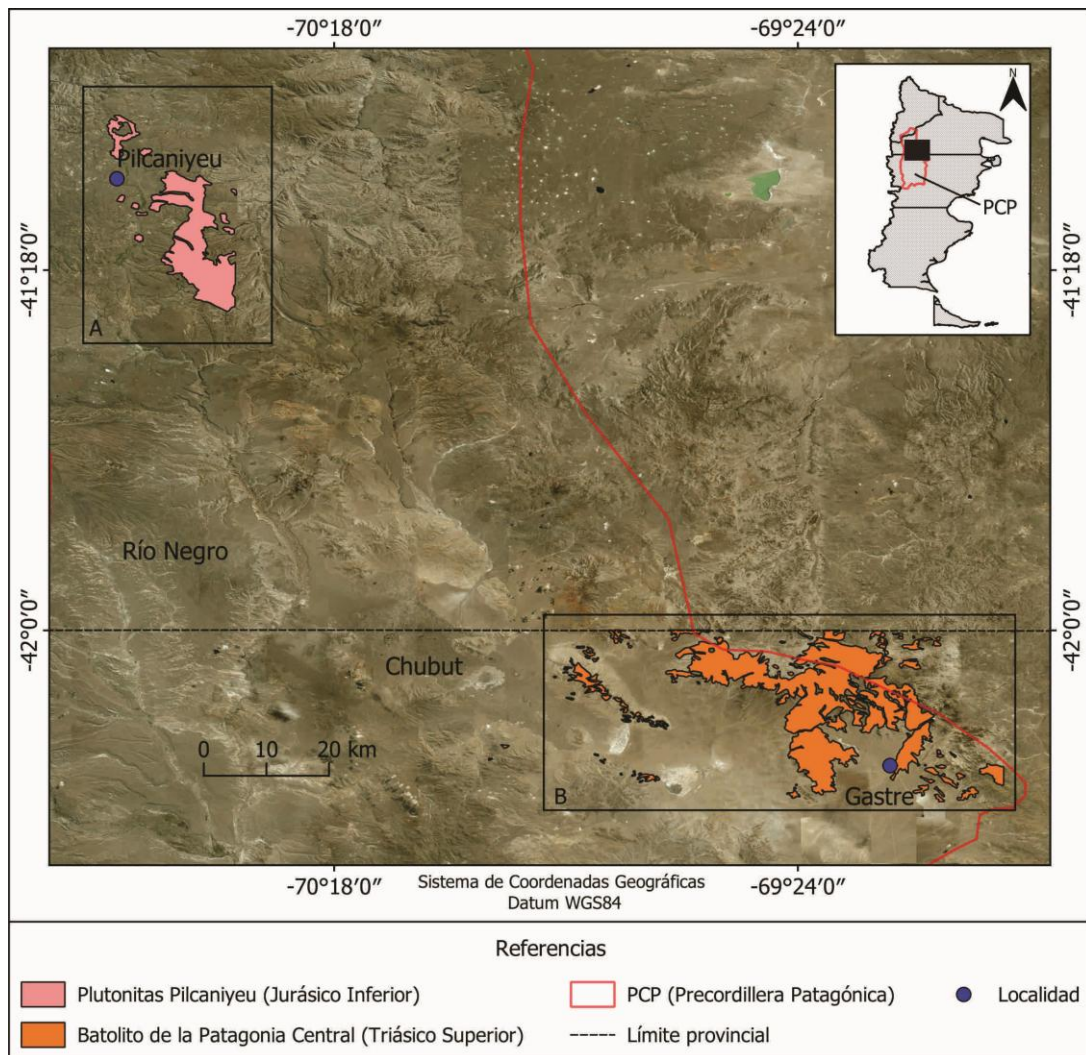 -70°18′0″
-69°24′0″
N
PCP
Pilcaniyeu
A
-41°18′0″
-41°18′0″
Río Negro
-42°0′0″
-42°0′0″
Chubut
0 10 20 km
B
Gastre
-70°18′0″
-69°24′0″
Sistema de Coordenadas Geográficas
Datum WGS84
Referencias
Plutonitas Pilcaniyeu (Jurásico Inferior)
PCP (Precordillera Patagónica)
Localidad
Batolito de la Patagonia Central (Triásico Superior)
Límite provincial